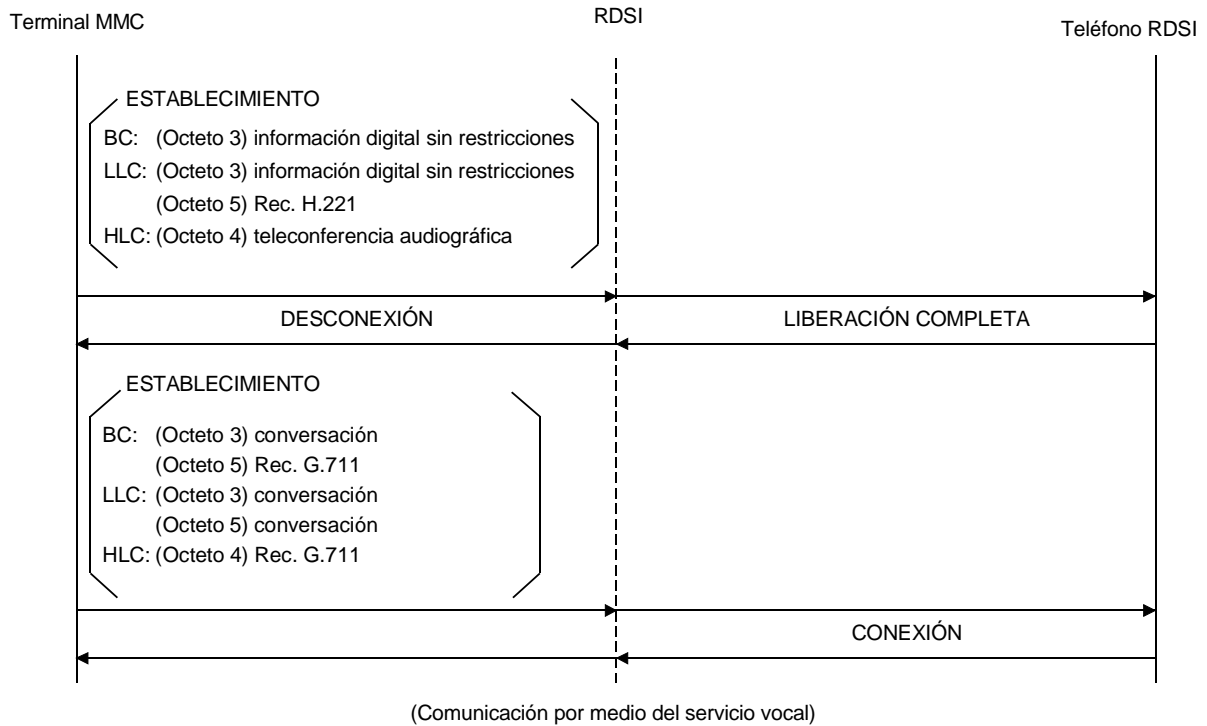 Terminal MMC
RDSI
Teléfono RDSI
ESTABLECIMIENTO
BC: (Octeto 3) información digital sin restricciones
LLC: (Octeto 3) información digital sin restricciones
(Octeto 5) Rec. H.221
HLC: (Octeto 4) teleconferencia audiográfica
DESCONEXIÓN
LIBERACIÓN COMPLETA
ESTABLECIMIENTO
BC: (Octeto 3) conversación
(Octeto 5) Rec. G.711
LLC: (Octeto 3) conversación
(Octeto 5) conversación
HLC: (Octeto 4) Rec. G.711
CONEXIÓN
(Comunicación por medio del servicio vocal)